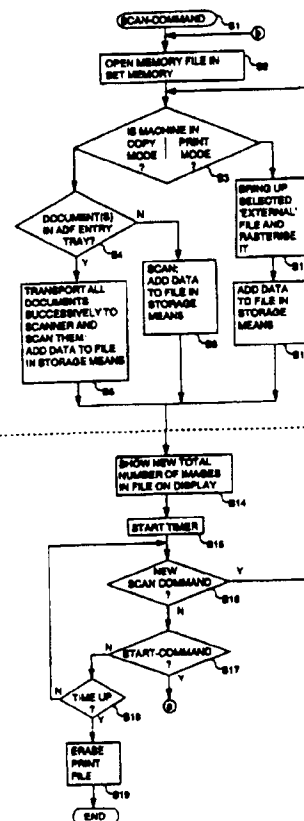 SCAN-COMMAND
S1
b
OPEN MEMORY FILE IN
SET MEMORY
S2
IS MACHINE IN
COPY | PRINT
MODE | MODE
? ?
S3
DOCUMENT(S)
IN ADF ENTRY
TRAY?
N
S4
Y
BRING UP
SELECTED
'EXTERNAL'
FILE AND
RASTERISE
IT
S1
TRANSPORT ALL
DOCUMENTS
SUCCESSIVELY TO
SCANNER AND
SCAN THEM:
ADD DATA TO FILE
IN STORAGE MEANS
S5
SCAN:
ADD DATA
TO FILE IN
STORAGE
MEANS
S6
ADD DATA
TO FILE IN
STORAGE
MEANS
S1
SHOW NEW TOTAL
NUMBER OF IMAGES
IN FILE ON DISPLAY
S14
START TIMER
S15
NEW
SCAN COMMAND
?
Y
S16
N
START-COMMAND
?
N
S17
Y
a
TIME UP
?
N
S18
Y
ERASE
PRINT
FILE
S19
END